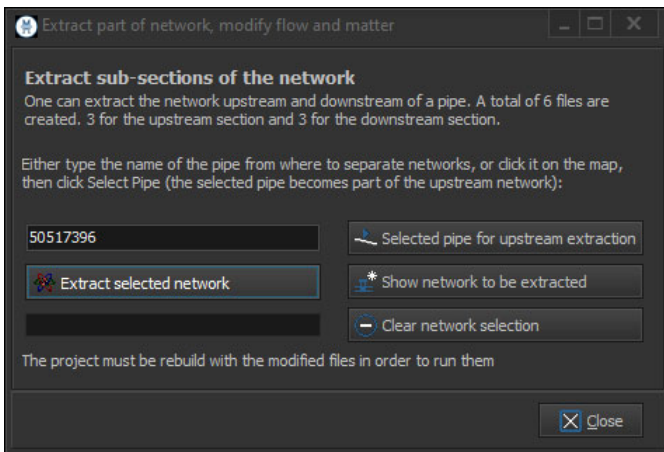 Extract part of network, modify flow and matter
Extract sub-sections of the network
One can extract the network upstream and downstream of a pipe. A total of 6 files are
created. 3 for the upstream section and 3 for the downstream section.
Either type the name of the pipe from where to separate networks, or click it on the map,
then click Select Pipe (the selected pipe becomes part of the upstream network):
50517396
Selected pipe for upstream extraction
Extract selected network
Show network to be extracted
Clear network selection
The project must be rebuild with the modified files in order to run them
Close